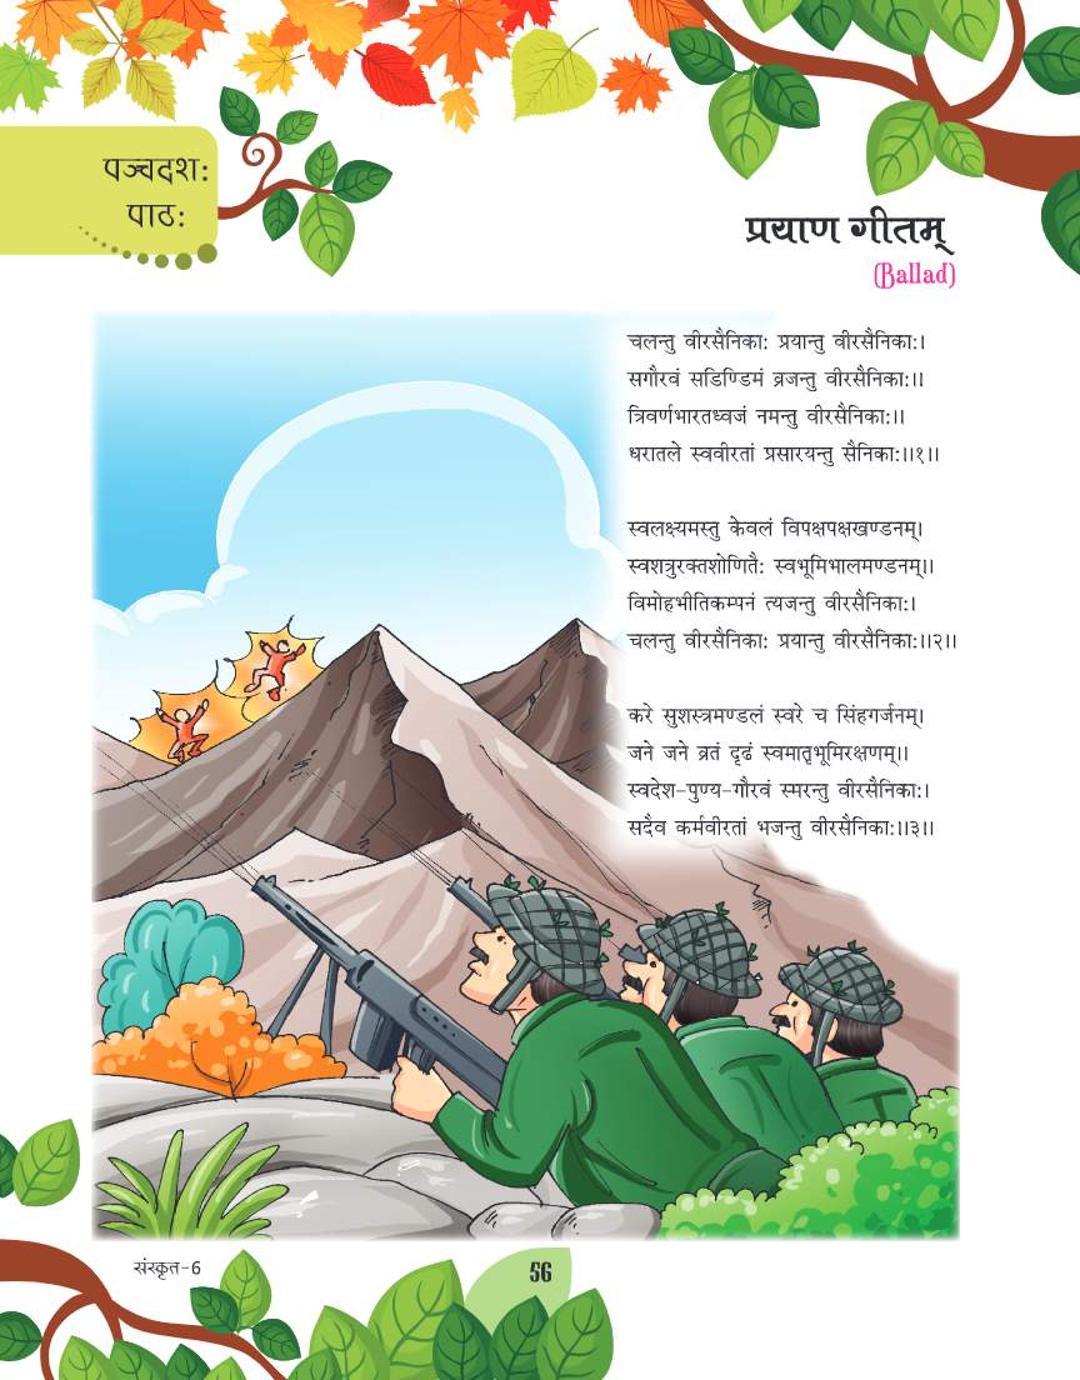 पञ्चदशः
पाठः
प्रयाण गीतम्
(Ballad)
चलन्तु वीरसैनिकाः प्रयान्तु वीरसैनिकाः।
सगौरवं सडिण्डिमं व्रजन्तु वीरसैनिकाः॥
त्रिवर्णभारतध्वजं नमन्तु वीरसैनिकाः॥
धरातले स्ववीरतां प्रसारयन्तु सैनिकाः॥१॥
स्वलक्ष्यमस्तु केवलं विपक्षपक्षखण्डनम्।
स्वशत्रुरक्तशोणितैः स्वभूमिभालमण्डनम्॥
विमोहभीतिकम्पनं त्यजन्तु वीरसैनिकाः।
चलन्तु वीरसैनिकाः प्रयान्तु वीरसैनिकाः॥२॥
करे सुशस्त्रमण्डलं स्वरे च सिंहगर्जनम्।
जने जने व्रतं दृढं स्वमातृभूमिरक्षणम्॥
स्वदेश-पुण्य-गौरवं स्मरन्तु वीरसैनिकाः।
सदैव कर्मवीरतां भजन्तु वीरसैनिकाः॥३॥
संस्कृत-6
56